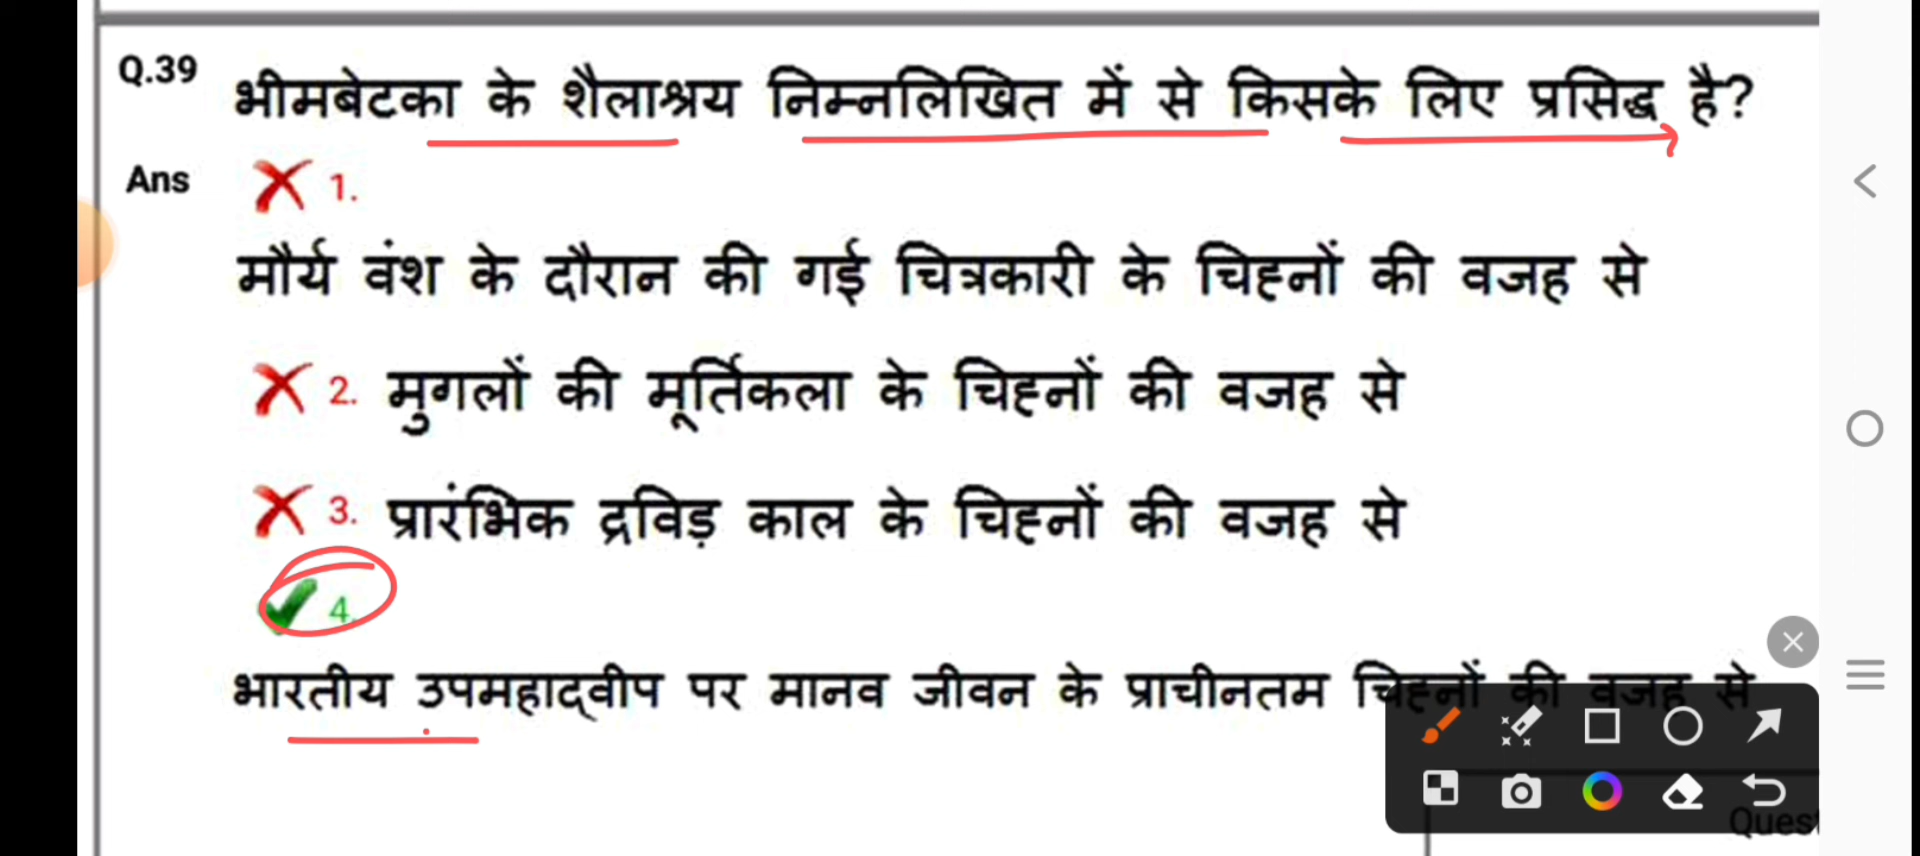 Q.39 भीमबेटका के शैलाश्रय निम्नलिखित में से किसके लिए प्रसिद्ध है?
Ans 1.
मौर्य वंश के दौरान की गई चित्रकारी के चिह्नों की वजह से
2. मुगलों की मूर्तिकला के चिह्नों की वजह से
3. प्रारंभिक द्रविड़ काल के चिह्नों की वजह से
4.
भारतीय उपमहाद्वीप पर मानव जीवन के प्राचीनतम चिह्नों की वजह से
Quest